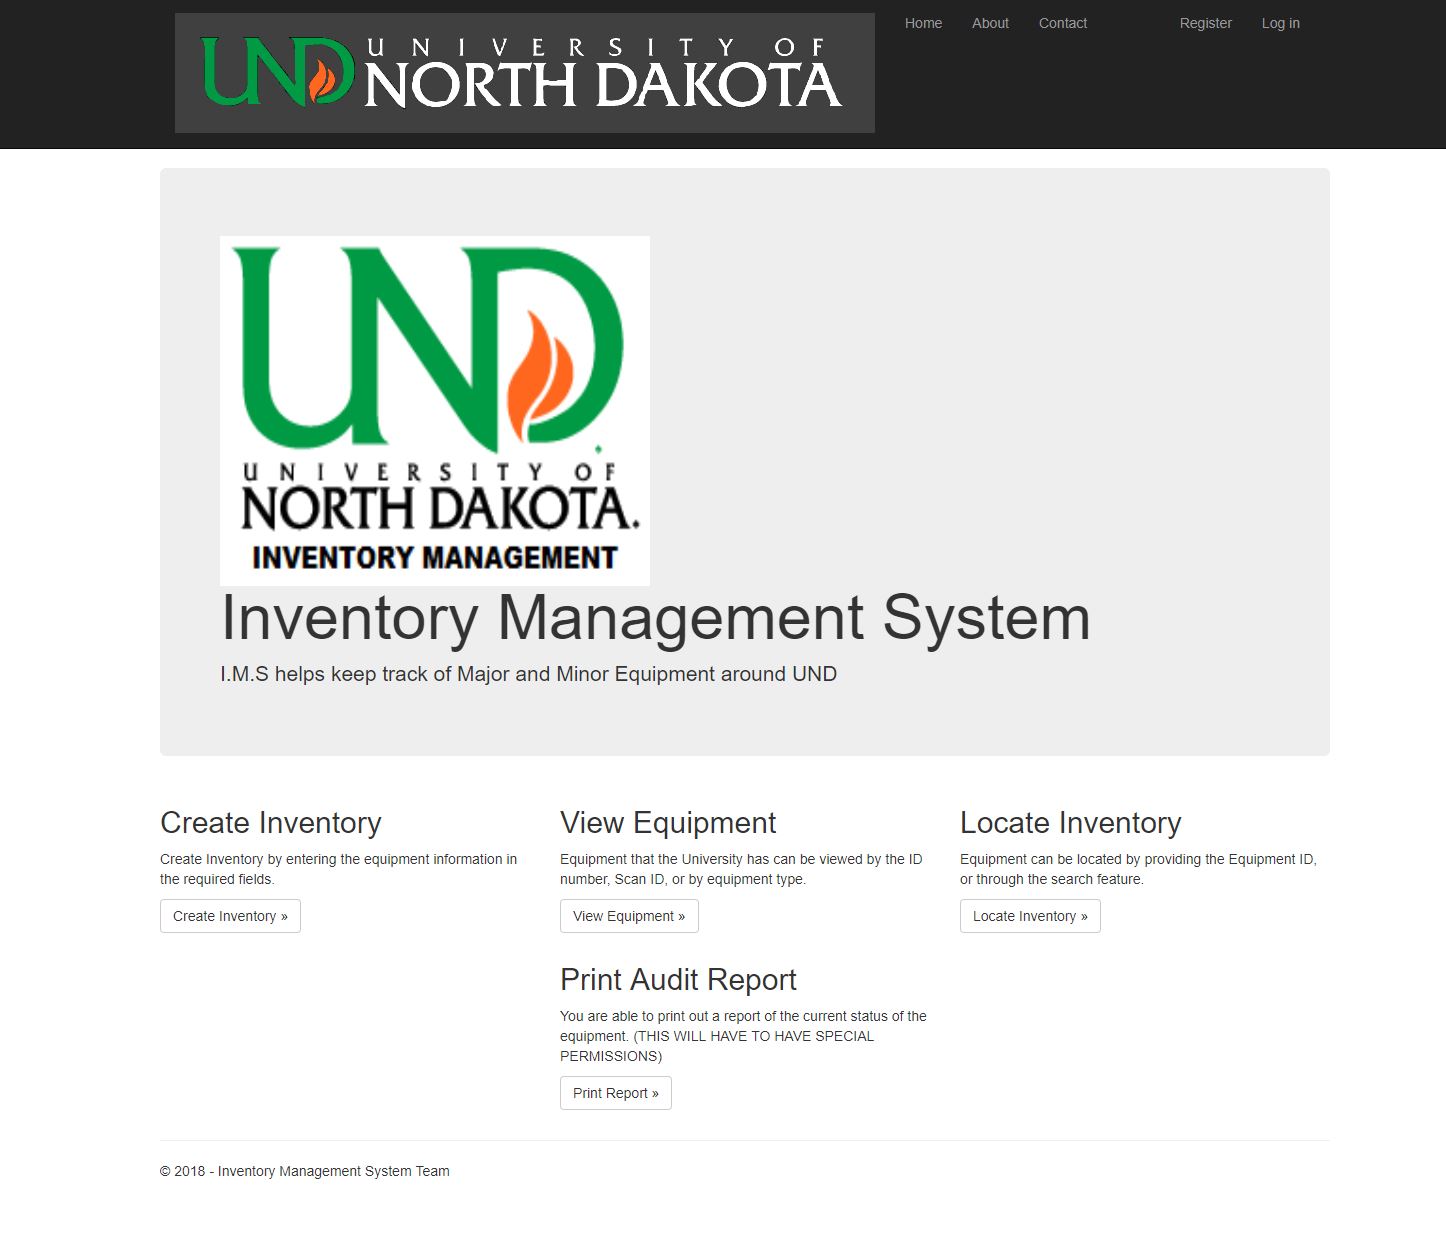 UND UNIVERSITY OF
NORTH DAKOTA
Home About Contact Register Log in
UND
UNIVERSITY OF
NORTH DAKOTA.
INVENTORY MANAGEMENT
Inventory Management System
I.M.S helps keep track of Major and Minor Equipment around UND
Create Inventory
Create Inventory by entering the equipment information in
the required fields.
Create Inventory »
View Equipment
Equipment that the University has can be viewed by the ID
number, Scan ID, or by equipment type.
View Equipment »
Locate Inventory
Equipment can be located by providing the Equipment ID,
or through the search feature.
Locate Inventory »
Print Audit Report
You are able to print out a report of the current status of the
equipment. (THIS WILL HAVE TO HAVE SPECIAL
PERMISSIONS)
Print Report »
© 2018 - Inventory Management System Team